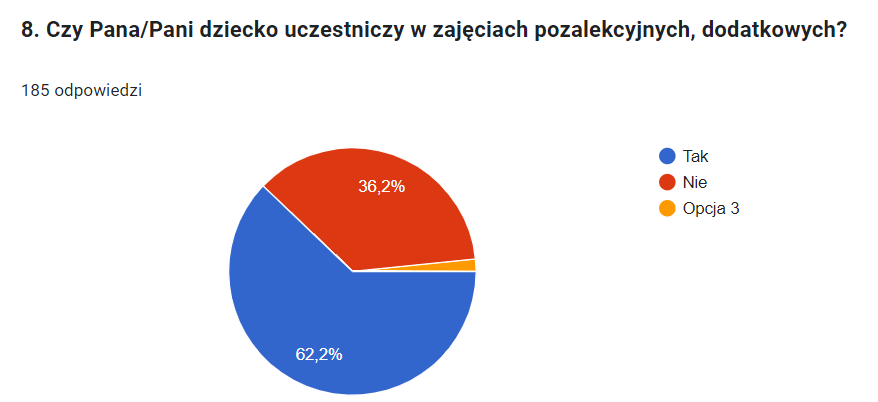 8. Czy Pana/Pani dziecko uczestniczy w zajęciach pozalekcyjnych, dodatkowych?
185 odpowiedzi
Tak
Nie
Opcja 3
36,2%
62,2%